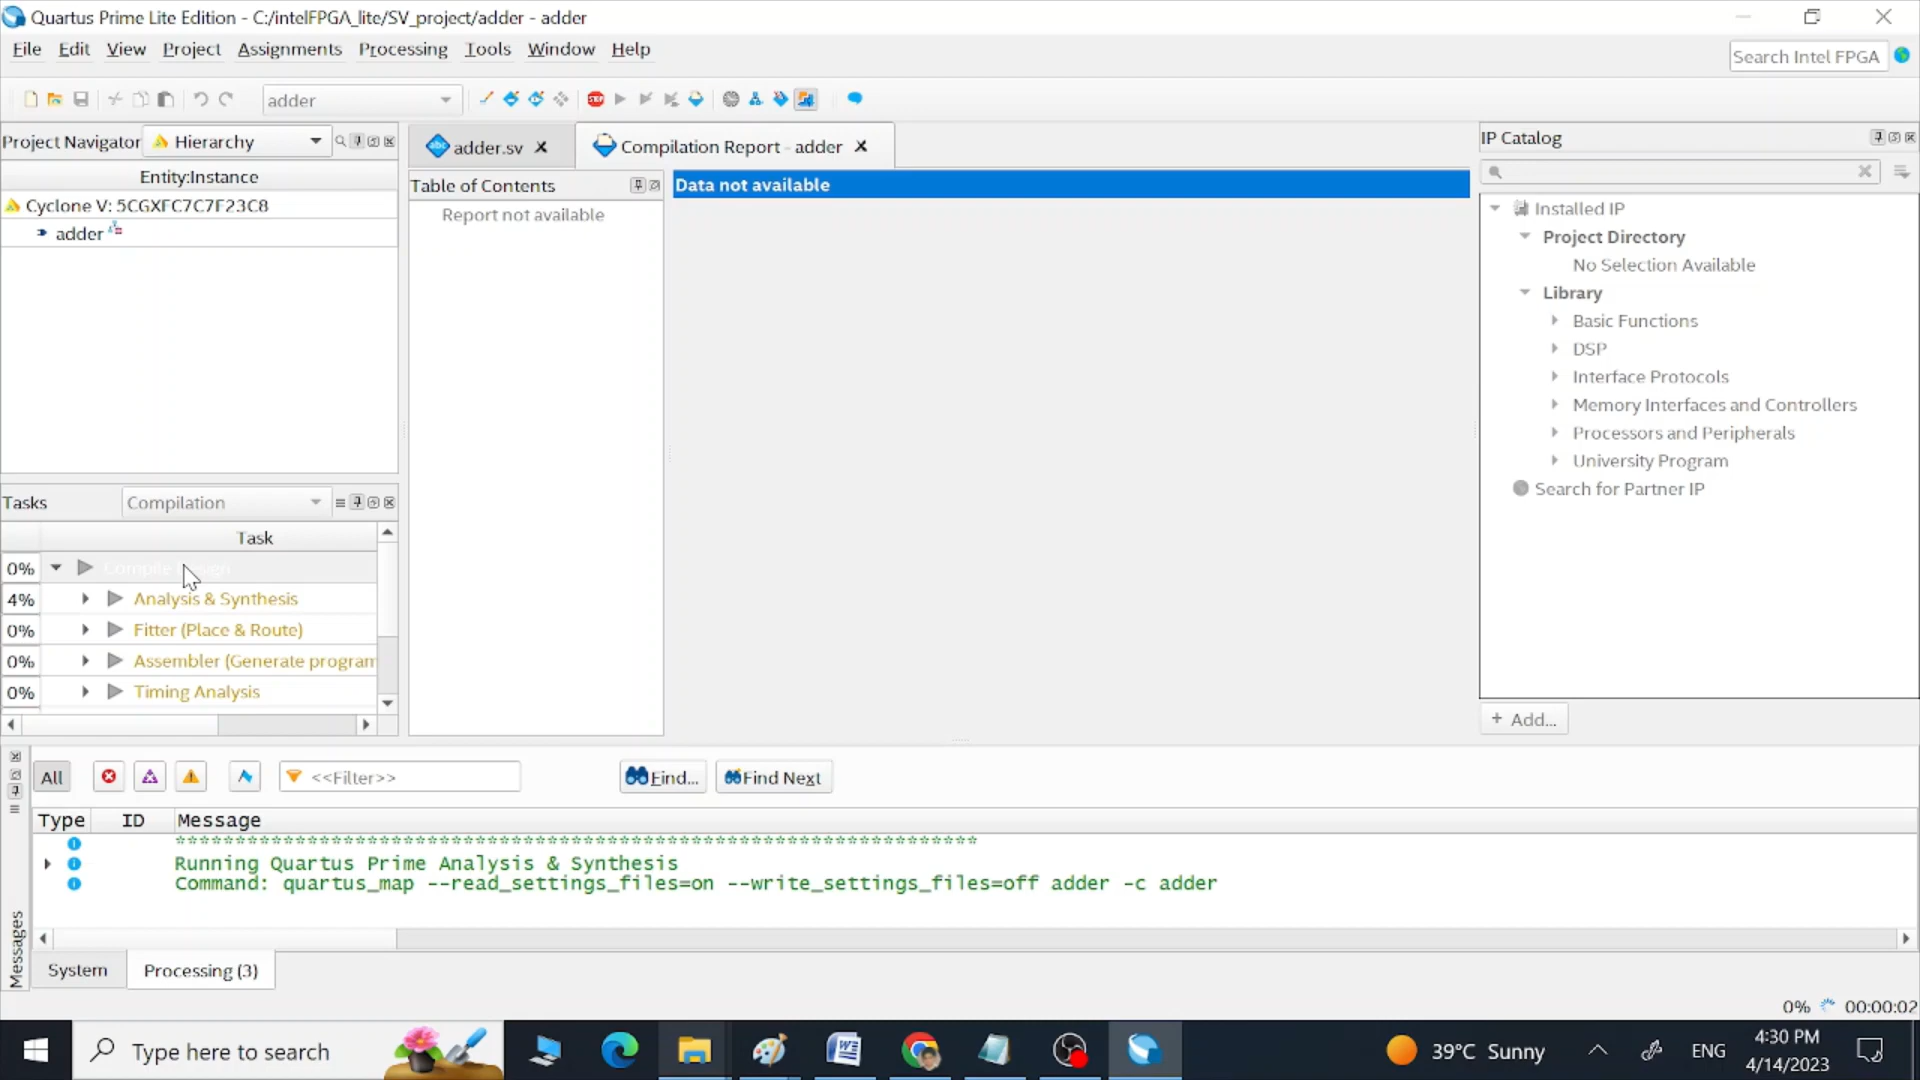 Quartus Prime Lite Edition - C:/intelFPGA_lite/SV_project/adder - adder
File Edit View Project Assignments Processing Tools Window Help
Search Intel FPGA
adder
STOP
Project Navigator Hierarchy
Entity:Instance
Cyclone V: 5CGXFC7C7F23C8
adder
Tasks Compilation
Task
0% Compile Design
4% Analysis & Synthesis
0% Fitter (Place & Route)
0% Assembler (Generate program
0% Timing Analysis
abc adder.sv
Compilation Report - adder
Table of Contents
Report not available
Data not available
IP Catalog
Installed IP
Project Directory
No Selection Available
Library
Basic Functions
DSP
Interface Protocols
Memory Interfaces and Controllers
Processors and Peripherals
University Program
Search for Partner IP
+ Add...
All <<Filter>> Find... Find Next
Type ID Message
*******************************************************************
Running Quartus Prime Analysis & Synthesis
Command: quartus_map --read_settings_files=on --write_settings_files=off adder -c adder
Messages
System Processing (3)
0% 00:00:02
Type here to search
39°C Sunny
ENG
4:30 PM
4/14/2023